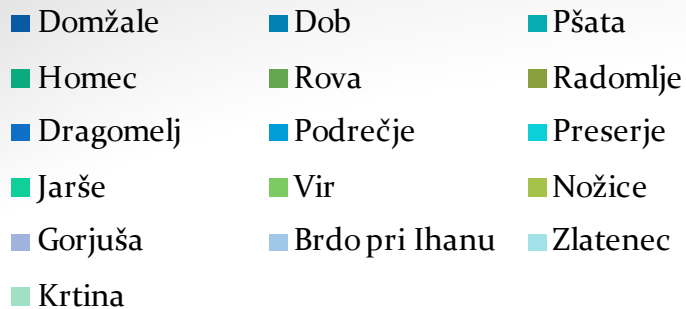 Domžale Dob Pšata
Homec Rova Radomlje
Dragomelj Podrečje Preserje
Jarše Vir Nožice
Gorjuša Brdo pri Ihanu Zlatenec
Krtina